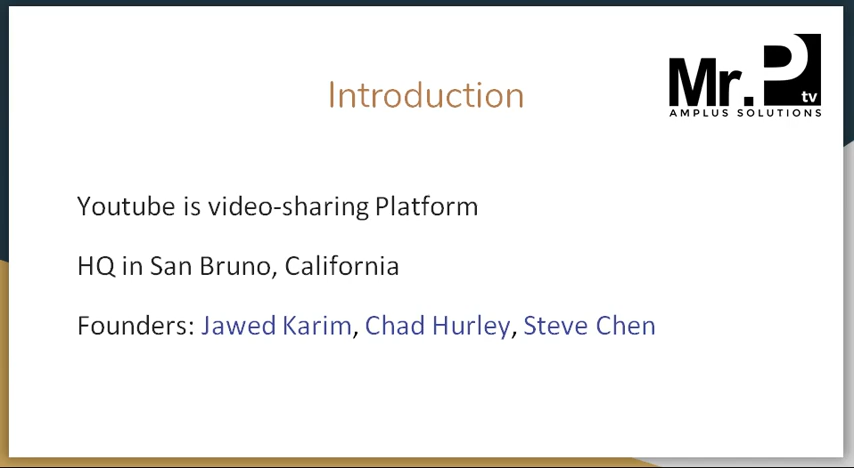 Mr. P tv
AMPLUS SOLUTIONS
Introduction
Youtube is video-sharing Platform
HQ in San Bruno, California
Founders: Jawed Karim, Chad Hurley, Steve Chen